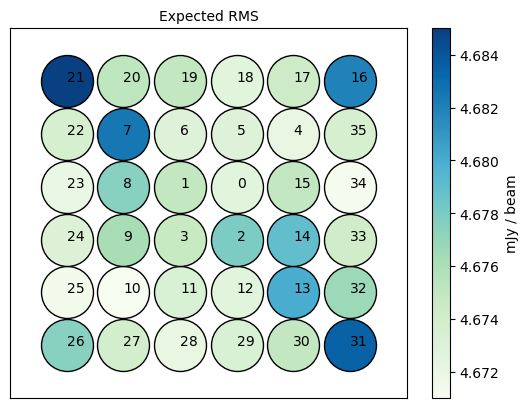 Expected RMS
21 20 19 18 17 16
22 7 6 5 4 35
23 8 1 0 15 34
24 9 3 2 14 33
25 10 11 12 13 32
26 27 28 29 30 31
4.684
4.682
4.680
4.678
4.676
4.674
4.672
mJy / beam